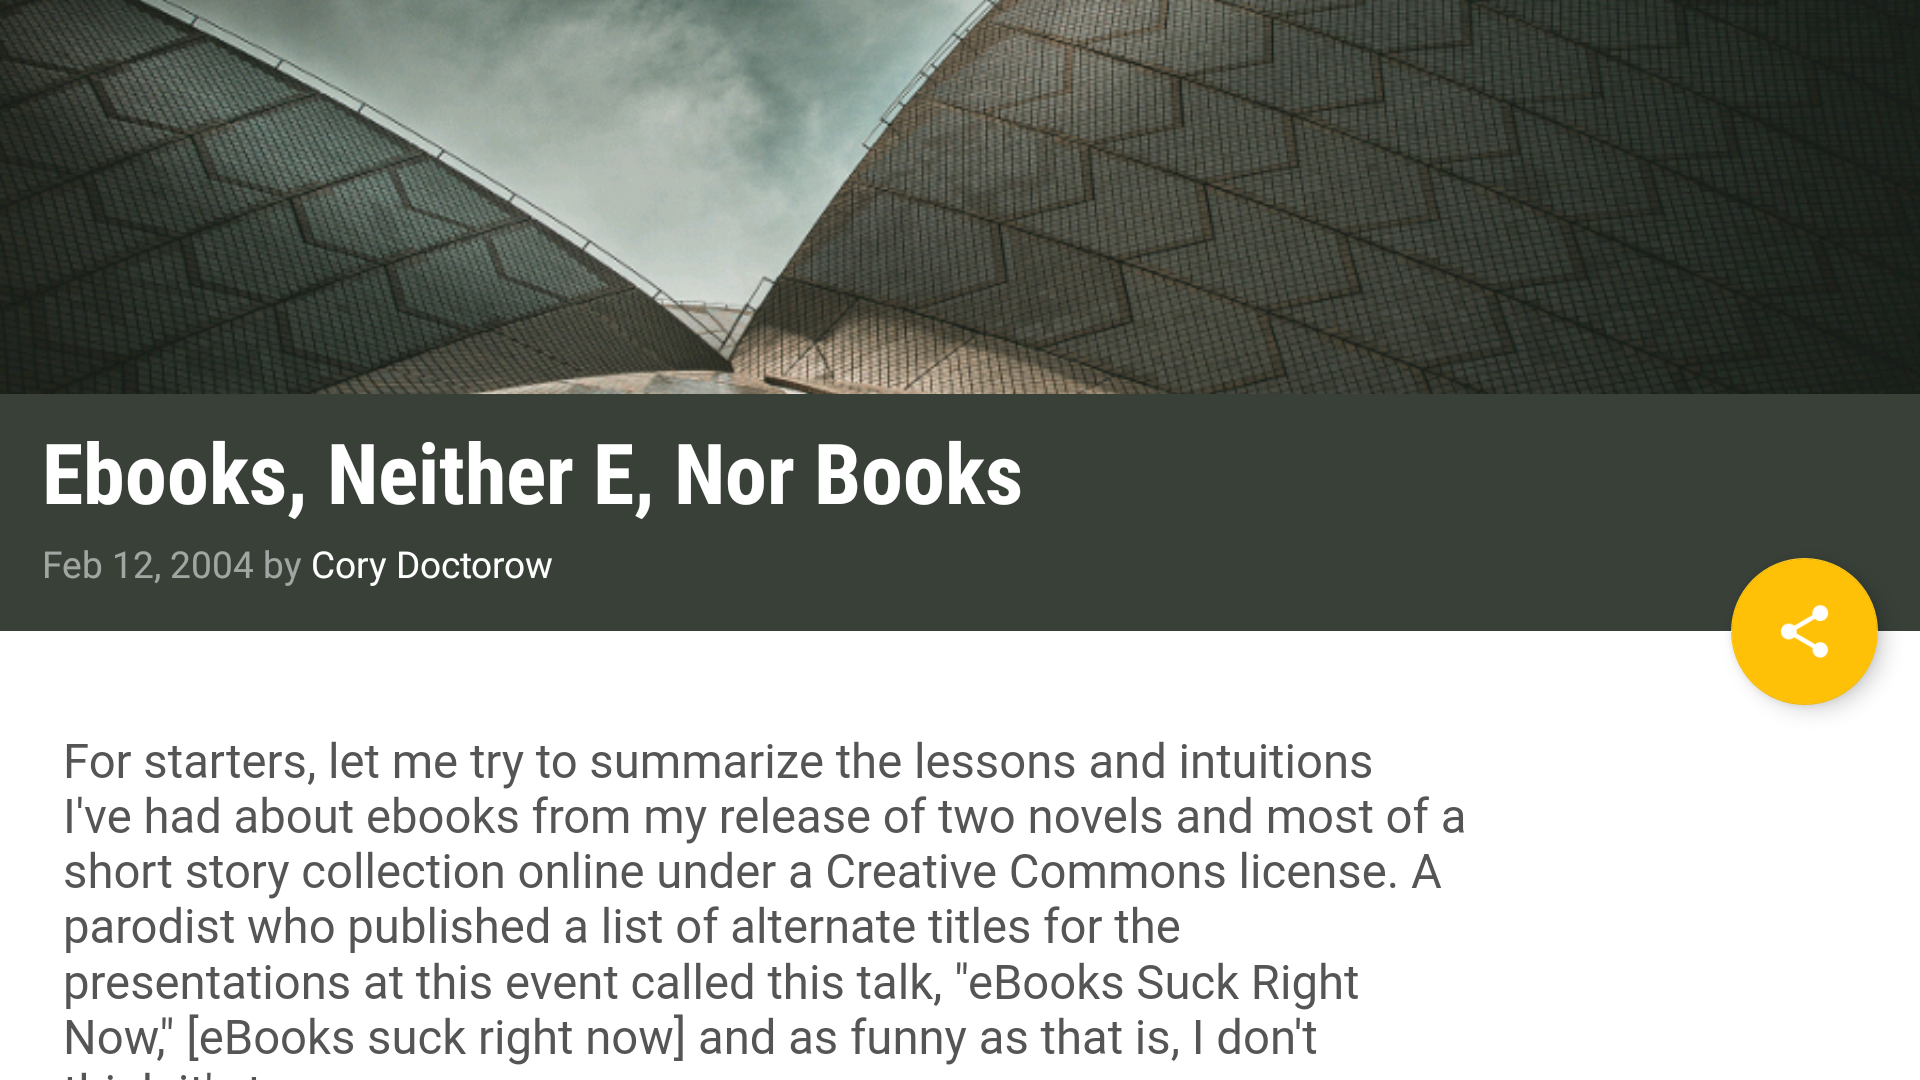 Ebooks, Neither E, Nor Books
Feb 12, 2004 by Cory Doctorow
For starters, let me try to summarize the lessons and intuitions
I've had about ebooks from my release of two novels and most of a
short story collection online under a Creative Commons license. A
parodist who published a list of alternate titles for the
presentations at this event called this talk, "eBooks Suck Right
Now," [eBooks suck right now] and as funny as that is, I don't